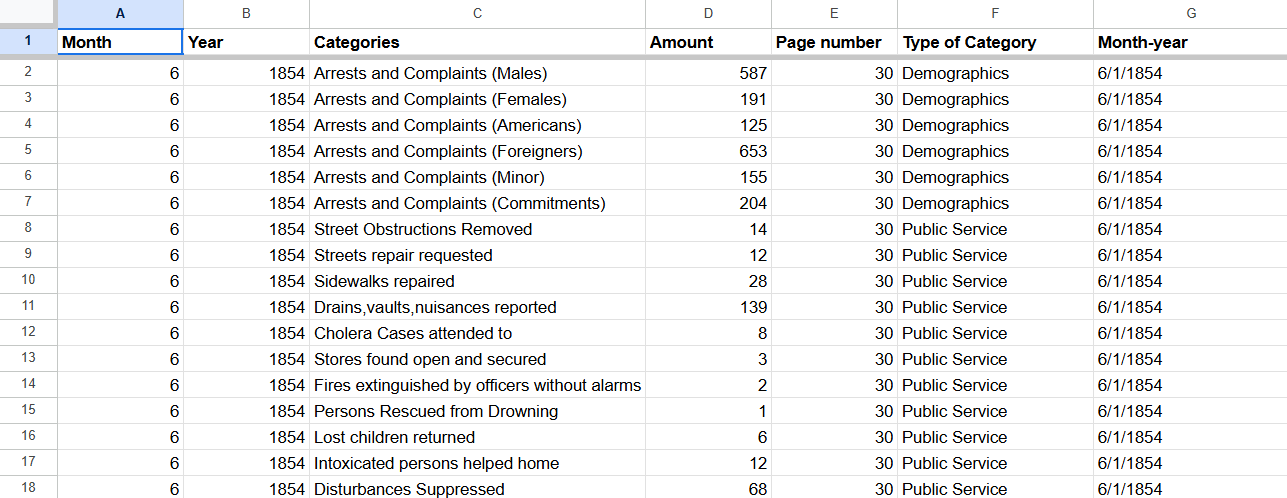 A B C D E F G
1 Month Year Categories Amount Page number Type of Category Month-year
2 6 1854 Arrests and Complaints (Males) 587 30 Demographics 6/1/1854
3 6 1854 Arrests and Complaints (Females) 191 30 Demographics 6/1/1854
4 6 1854 Arrests and Complaints (Americans) 125 30 Demographics 6/1/1854
5 6 1854 Arrests and Complaints (Foreigners) 653 30 Demographics 6/1/1854
6 6 1854 Arrests and Complaints (Minor) 155 30 Demographics 6/1/1854
7 6 1854 Arrests and Complaints (Commitments) 204 30 Demographics 6/1/1854
8 6 1854 Street Obstructions Removed 14 30 Public Service 6/1/1854
9 6 1854 Streets repair requested 12 30 Public Service 6/1/1854
10 6 1854 Sidewalks repaired 28 30 Public Service 6/1/1854
11 6 1854 Drains,vaults,nuisances reported 139 30 Public Service 6/1/1854
12 6 1854 Cholera Cases attended to 8 30 Public Service 6/1/1854
13 6 1854 Stores found open and secured 3 30 Public Service 6/1/1854
14 6 1854 Fires extinguished by officers without alarms 2 30 Public Service 6/1/1854
15 6 1854 Persons Rescued from Drowning 1 30 Public Service 6/1/1854
16 6 1854 Lost children returned 6 30 Public Service 6/1/1854
17 6 1854 Intoxicated persons helped home 12 30 Public Service 6/1/1854
18 6 1854 Disturbances Suppressed 68 30 Public Service 6/1/1854